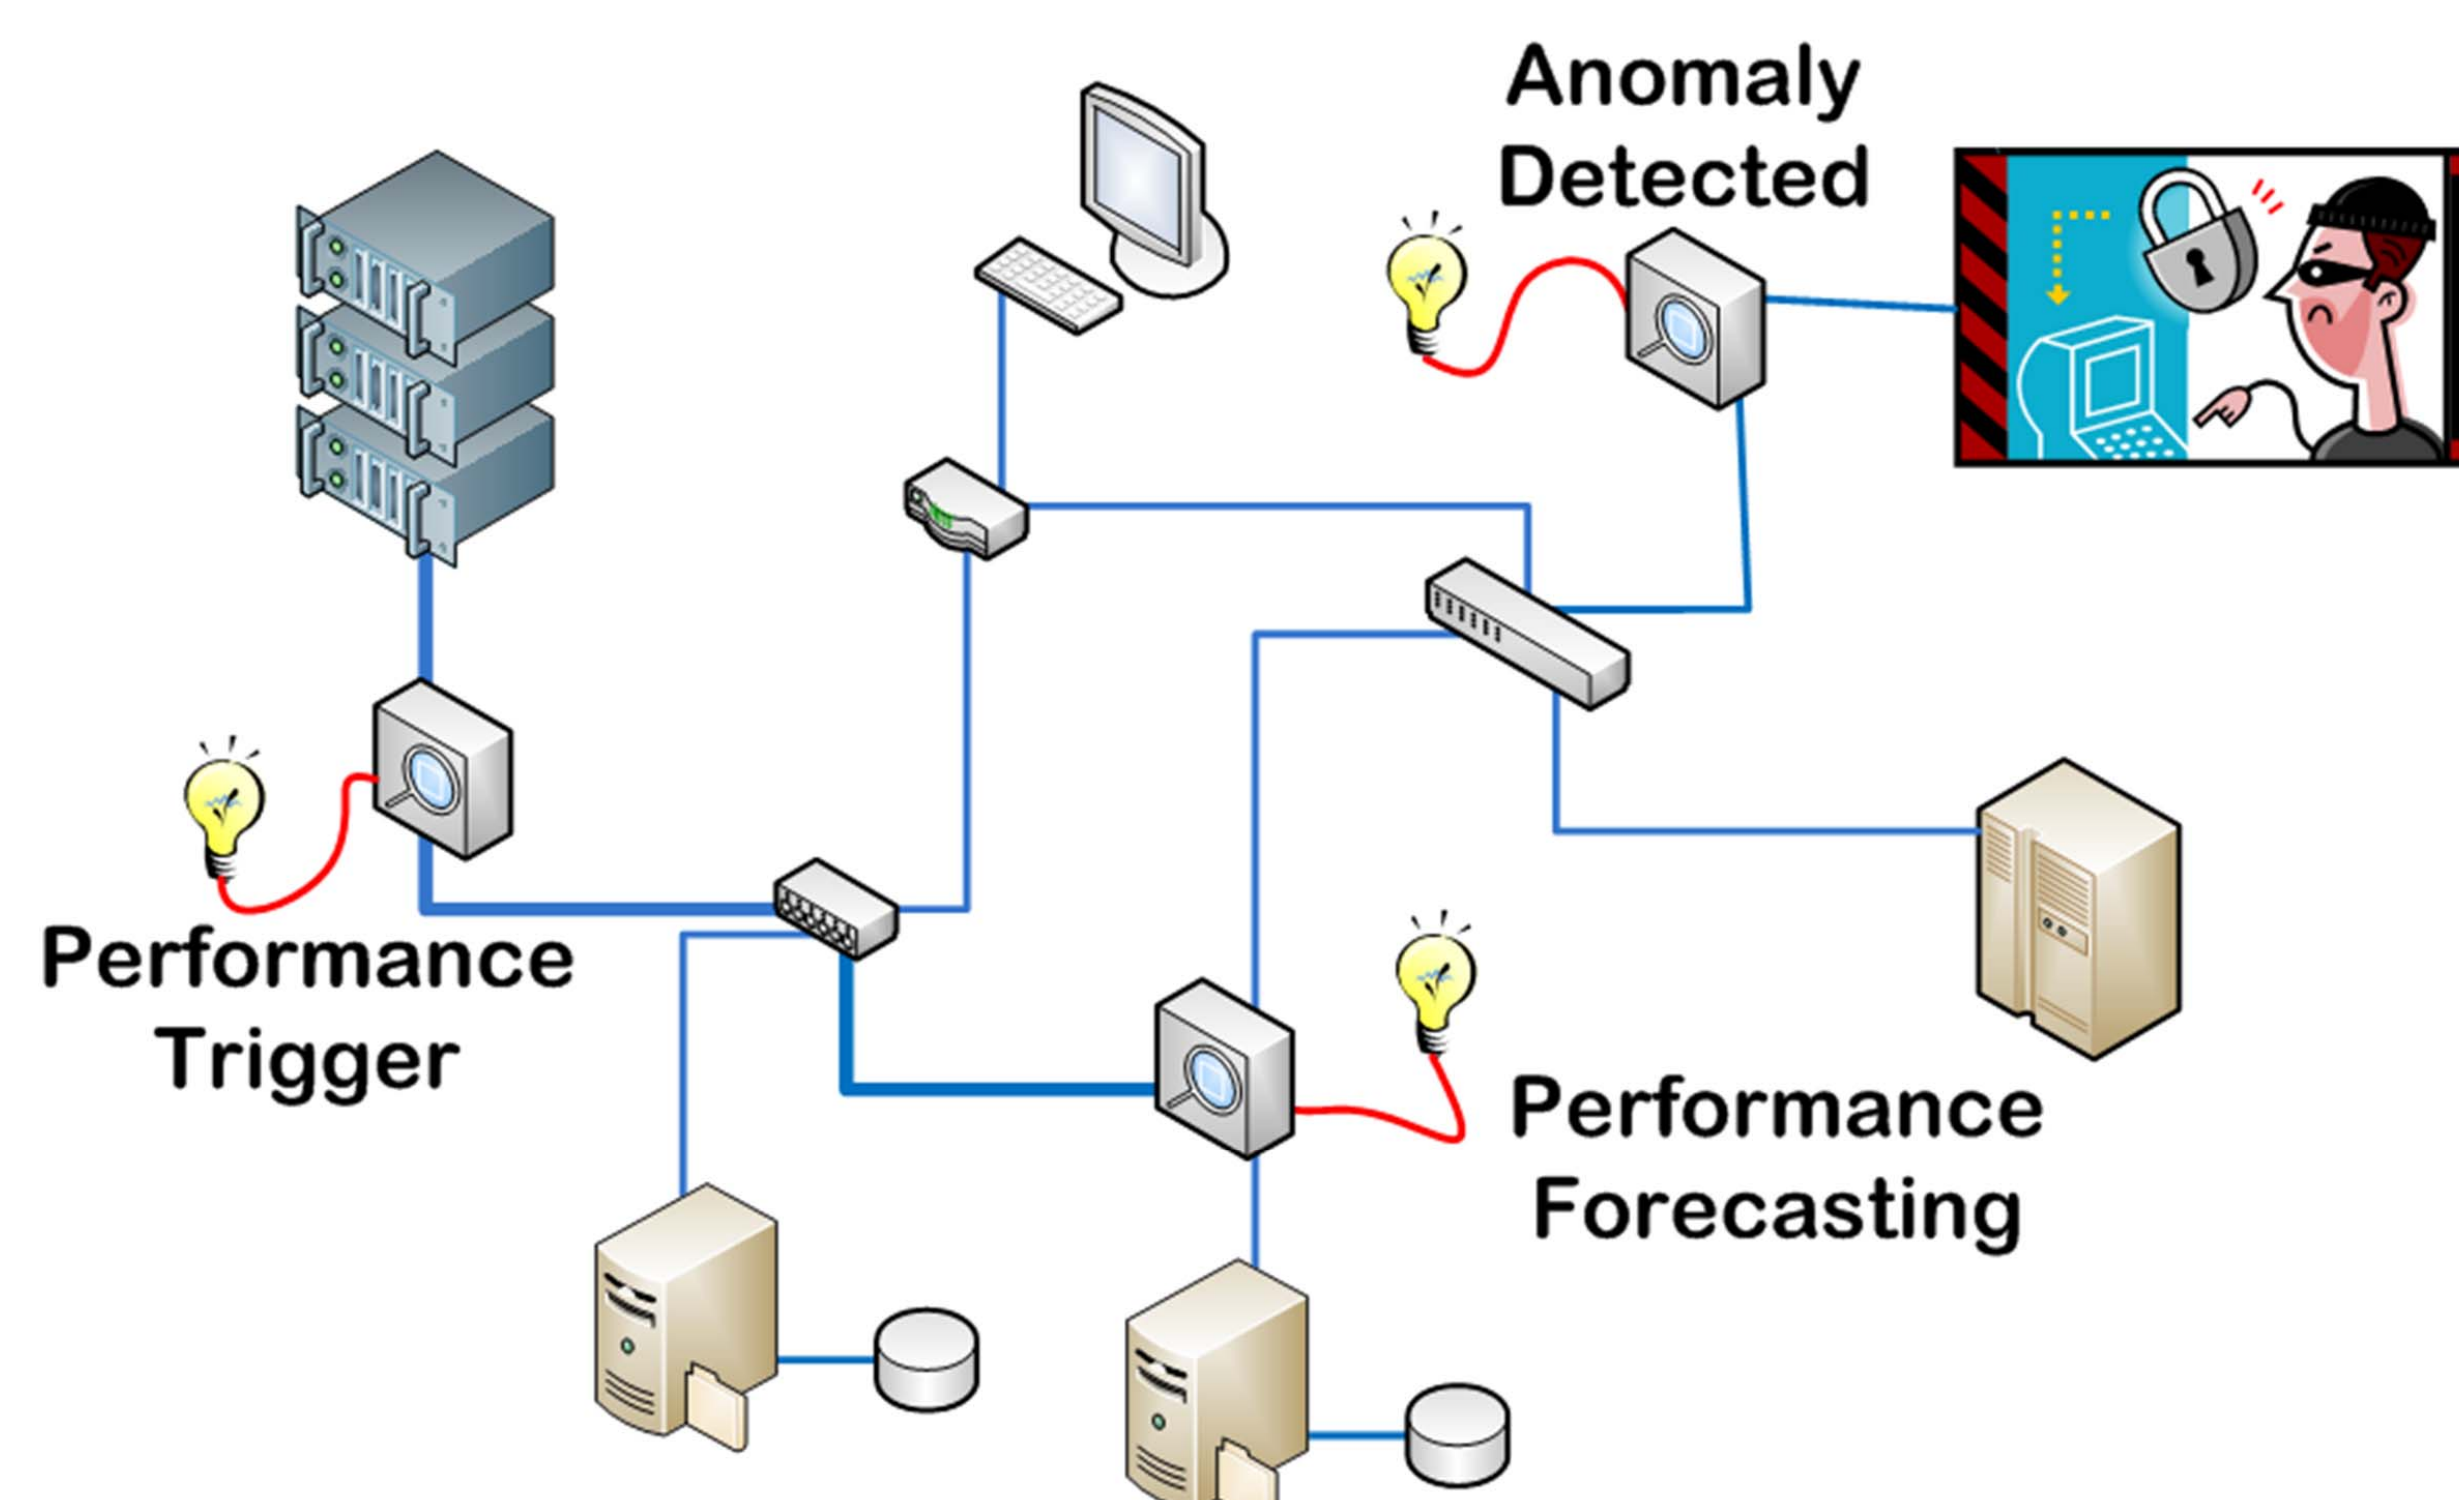 Anomaly
Detected
Performance
Trigger
Performance
Forecasting